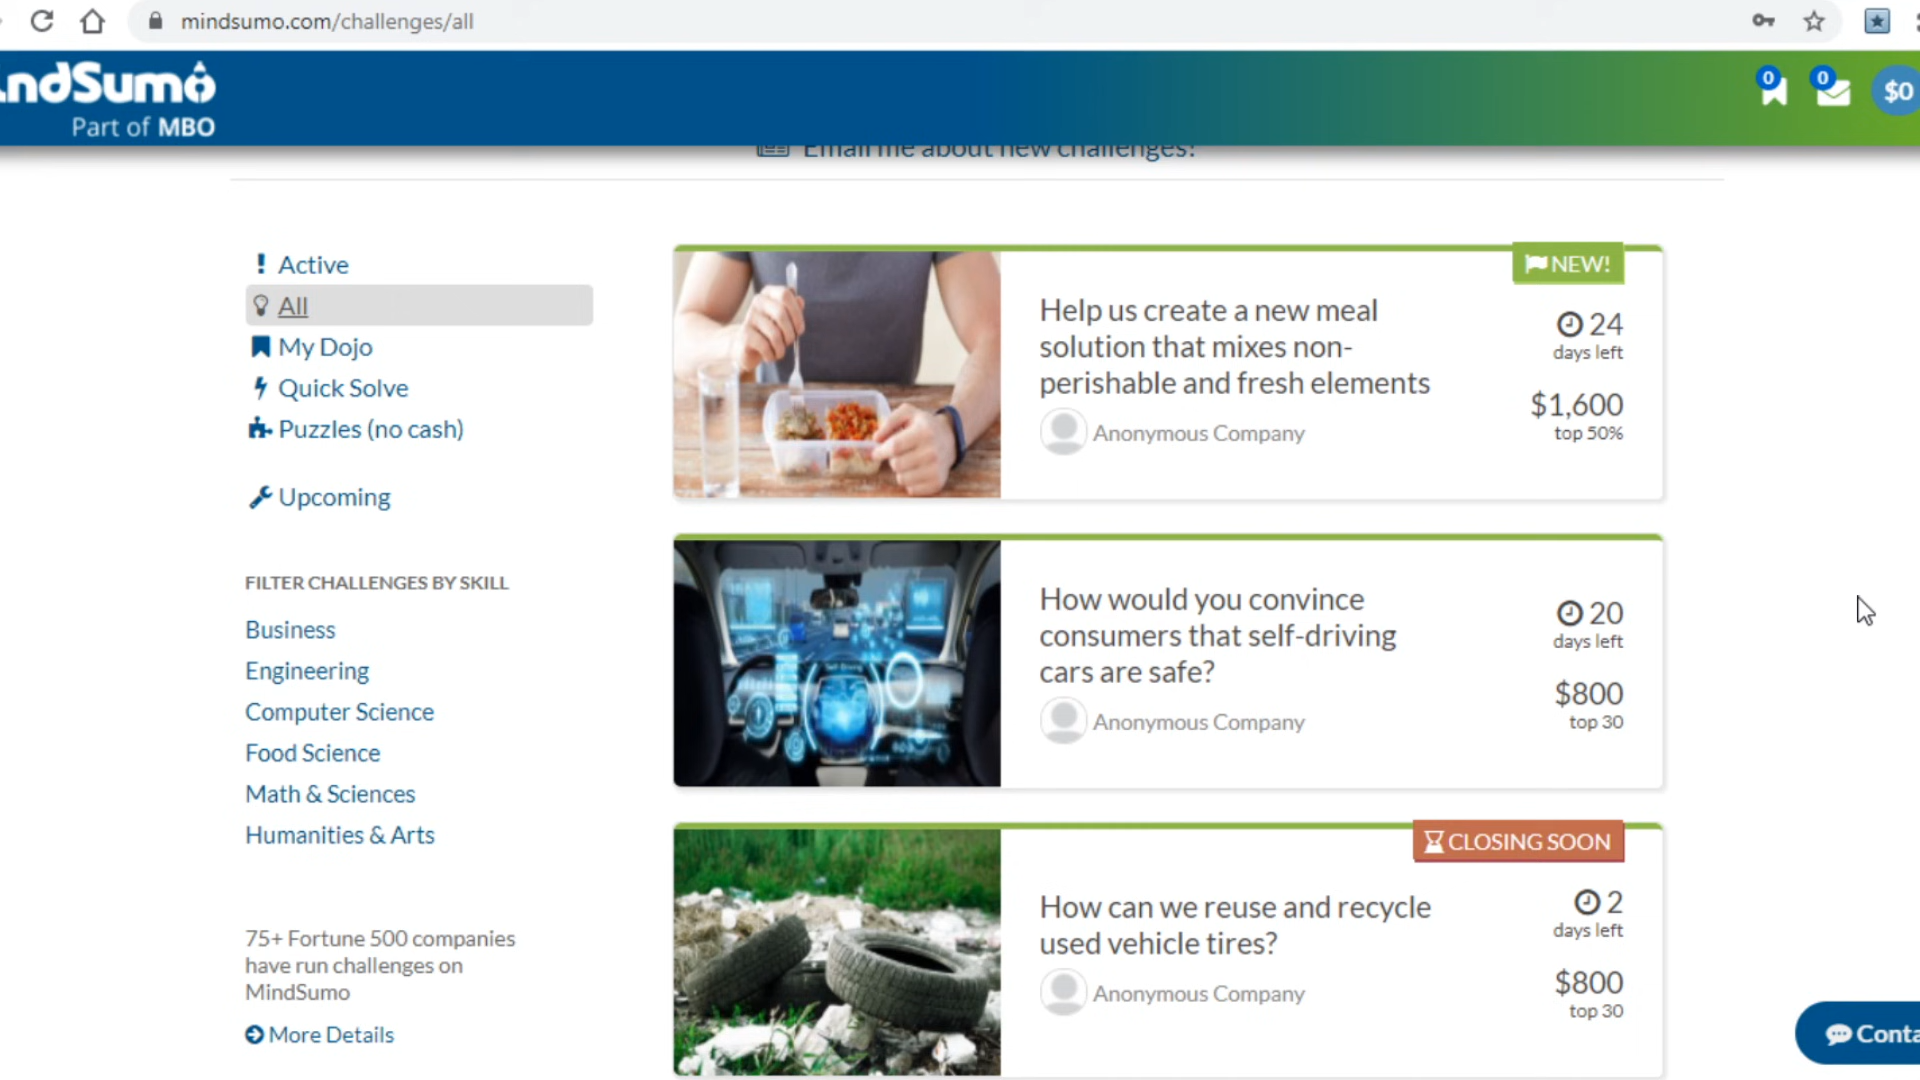 mindsumo.com/challenges/all
indSumo
Part of MBO
0
0
$0
Email me about new challenges!
Active
All
My Dojo
Quick Solve
Puzzles (no cash)
Upcoming
FILTER CHALLENGES BY SKILL
Business
Engineering
Computer Science
Food Science
Math & Sciences
Humanities & Arts
75+ Fortune 500 companies
have run challenges on
MindSumo
More Details
NEW!
Help us create a new meal
solution that mixes non-
perishable and fresh elements
Anonymous Company
24
days left
$1,600
top 50%
How would you convince
consumers that self-driving
cars are safe?
Anonymous Company
20
days left
$800
top 30
CLOSING SOON
How can we reuse and recycle
used vehicle tires?
Anonymous Company
2
days left
$800
top 30
Conta